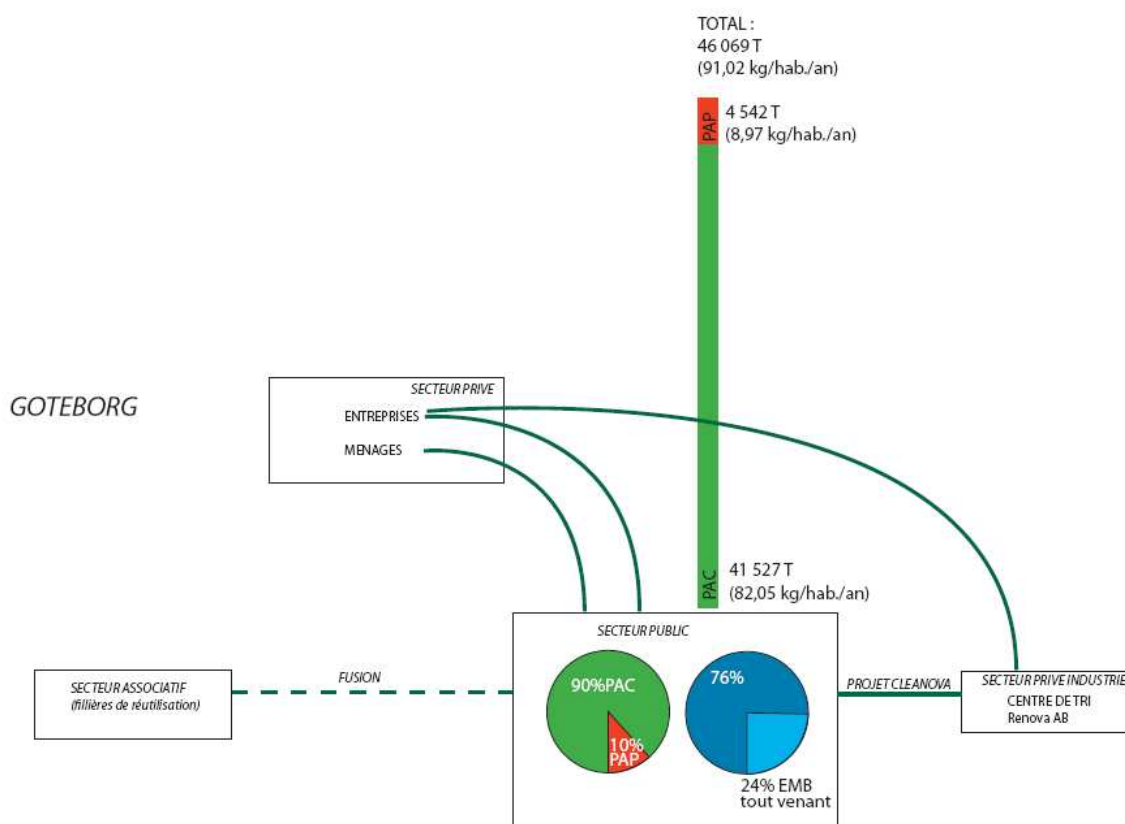 TOTAL :
46 069 T
(91,02 kg/hab./an)
PAP
4 542 T
(8,97 kg/hab./an)
GOTEBORG
SECTEUR PRIVE
ENTREPRISES
MENAGES
PAC
41 527 T
(82,05 kg/hab./an)
SECTEUR PUBLIC
SECTEUR ASSOCIATIF
(fillières de réutilisation)
FUSION
90%PAC
10%
PAP
76%
24% EMB
tout venant
PROJET CLEANOVA
SECTEUR PRIVE INDUSTRIE
CENTRE DE TRI
Renova AB